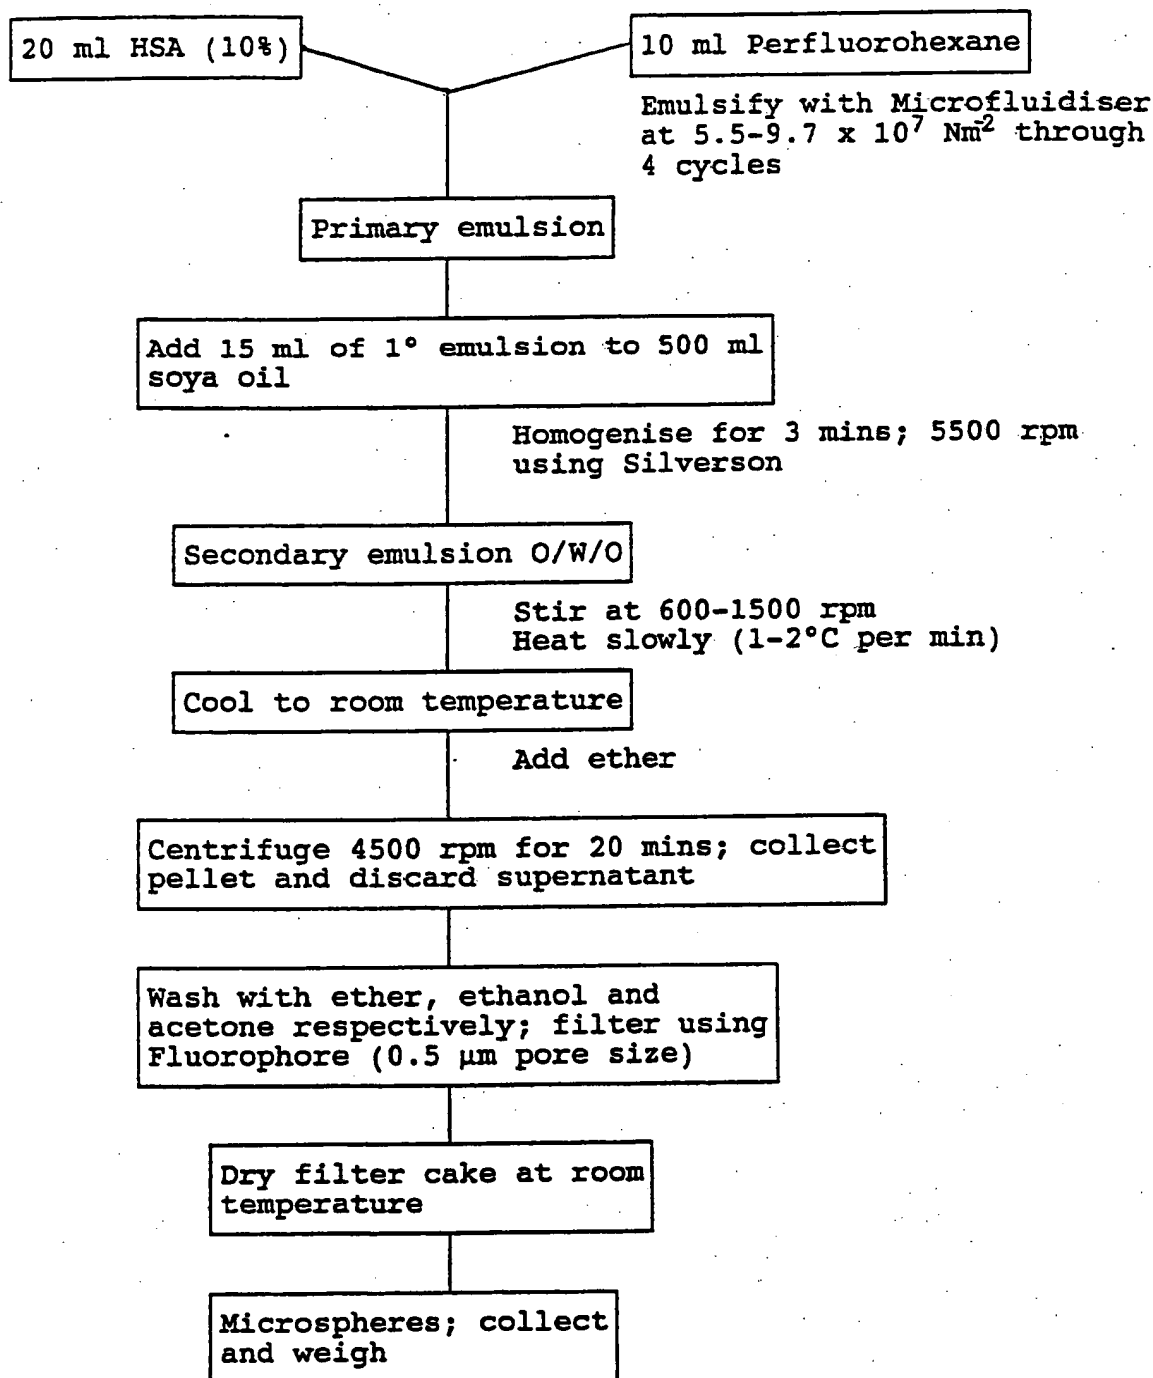 20 ml HSA (10%)
10 ml Perfluorohexane
Emulsify with Microfluidiser
at 5.5-9.7 x 10⁷ Nm⁻² through
4 cycles
Primary emulsion
Add 15 ml of 1° emulsion to 500 ml
soya oil
Homogenise for 3 mins; 5500 rpm
using Silverson
Secondary emulsion O/W/O
Stir at 600-1500 rpm
Heat slowly (1-2°C per min)
Cool to room temperature
Add ether
Centrifuge 4500 rpm for 20 mins; collect
pellet and discard supernatant
Wash with ether, ethanol and
acetone respectively; filter using
Fluorophore (0.5 µm pore size)
Dry filter cake at room
temperature
Microspheres; collect
and weigh